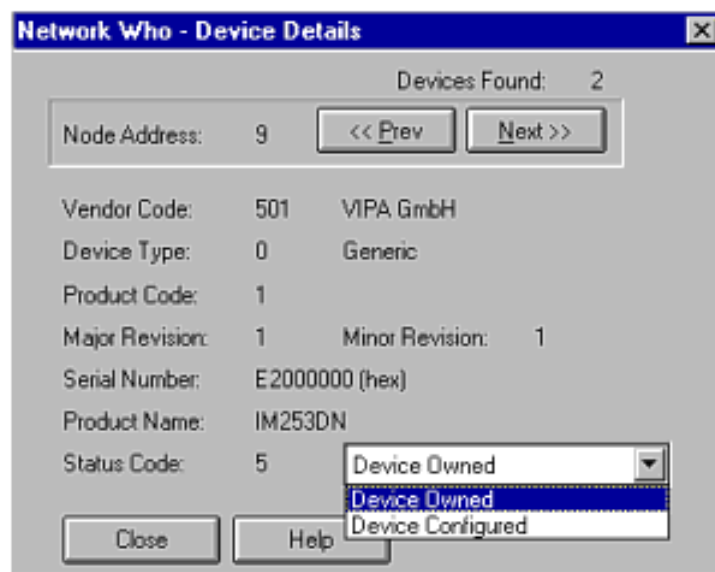 Network Who - Device Details
Devices Found: 2
Node Address: 9 << Prev Next >>
Vendor Code: 501 VIPA GmbH
Device Type: 0 Generic
Product Code: 1
Major Revision: 1 Minor Revision: 1
Serial Number: E2000000 (hex)
Product Name: IM253DN
Status Code: 5 Device Owned
Device Owned
Device Configured
Close Help